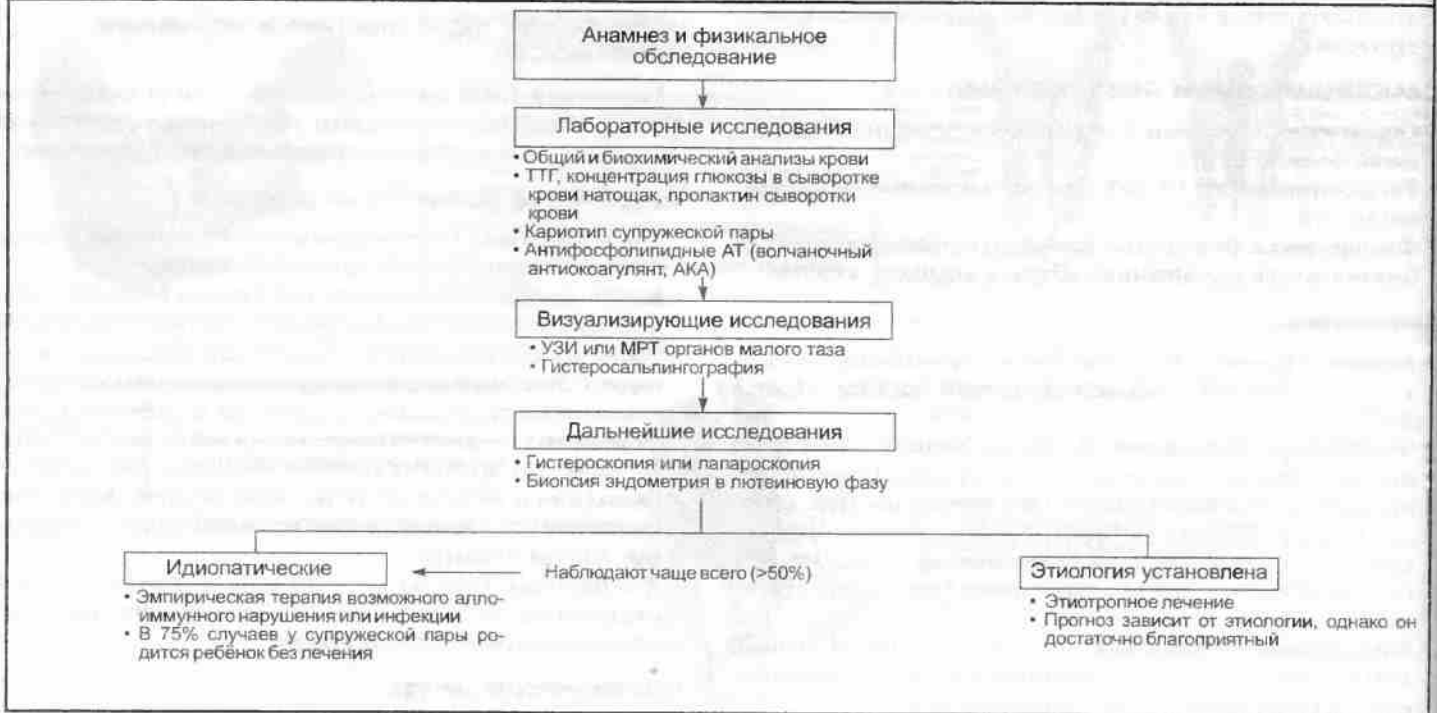 Анамнез и физикальное
обследование
Лабораторные исследования
• Общий и биохимический анализы крови
• ТТГ, концентрация глюкозы в сыворотке
крови натощак, пролактин сыворотки
крови
• Кариотип супружеской пары
• Антифосфолипидные АТ (волчаночный
антикоагулянт, АКА)
Визуализирующие исследования
• УЗИ или МРТ органов малого таза
• Гистеросальпингография
Дальнейшие исследования
• Гистероскопия или лапароскопия
• Биопсия эндометрия в лютеиновую фазу
Идиопатические
Наблюдают чаще всего (>50%)
Этиология установлена
• Эмпирическая терапия возможного алло-
иммунного нарушения или инфекции
• В 75% случаев у супружеской пары ро-
дится ребёнок без лечения
• Этиотропное лечение
• Прогноз зависит от этиологии, однако он
достаточно благоприятный